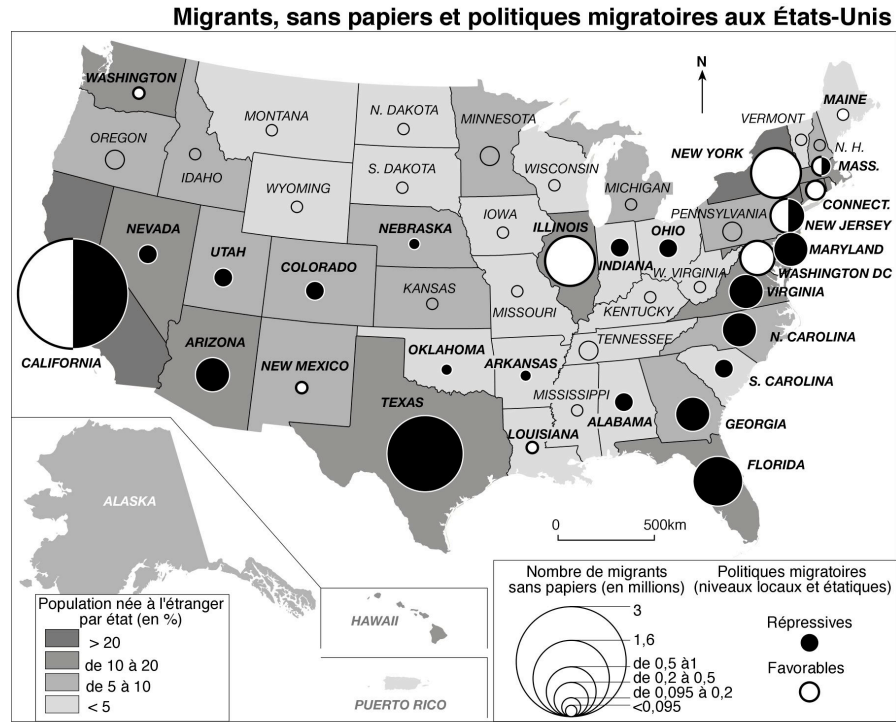 Migrants, sans papiers et politiques migratoires aux États-Unis
N
WASHINGTON
MONTANA
N. DAKOTA
MINNESOTA
VERMONT
MAINE
OREGON
IDAHO
N. H.
S. DAKOTA
WISCONSIN
NEW YORK
MASS.
WYOMING
MICHIGAN
CONNECT.
IOWA
PENNSYLVANIA
NEW JERSEY
NEVADA
NEBRASKA
ILLINOIS
OHIO
MARYLAND
UTAH
COLORADO
INDIANA
W. VIRGINIA
WASHINGTON DC
KANSAS
VIRGINIA
MISSOURI
KENTUCKY
CALIFORNIA
ARIZONA
OKLAHOMA
TENNESSEE
N. CAROLINA
NEW MEXICO
ARKANSAS
S. CAROLINA
TEXAS
MISSISSIPPI
ALABAMA
GEORGIA
LOUISIANA
FLORIDA
ALASKA
0 500km
HAWAII
PUERTO RICO
Population née à l'étranger
par état (en %)
> 20
de 10 à 20
de 5 à 10
< 5
Nombre de migrants
sans papiers (en millions)
3
1,6
de 0,5 à1
de 0,2 à 0,5
de 0,095 à 0,2
<0,095
Politiques migratoires
(niveaux locaux et étatiques)
Répressives
Favorables